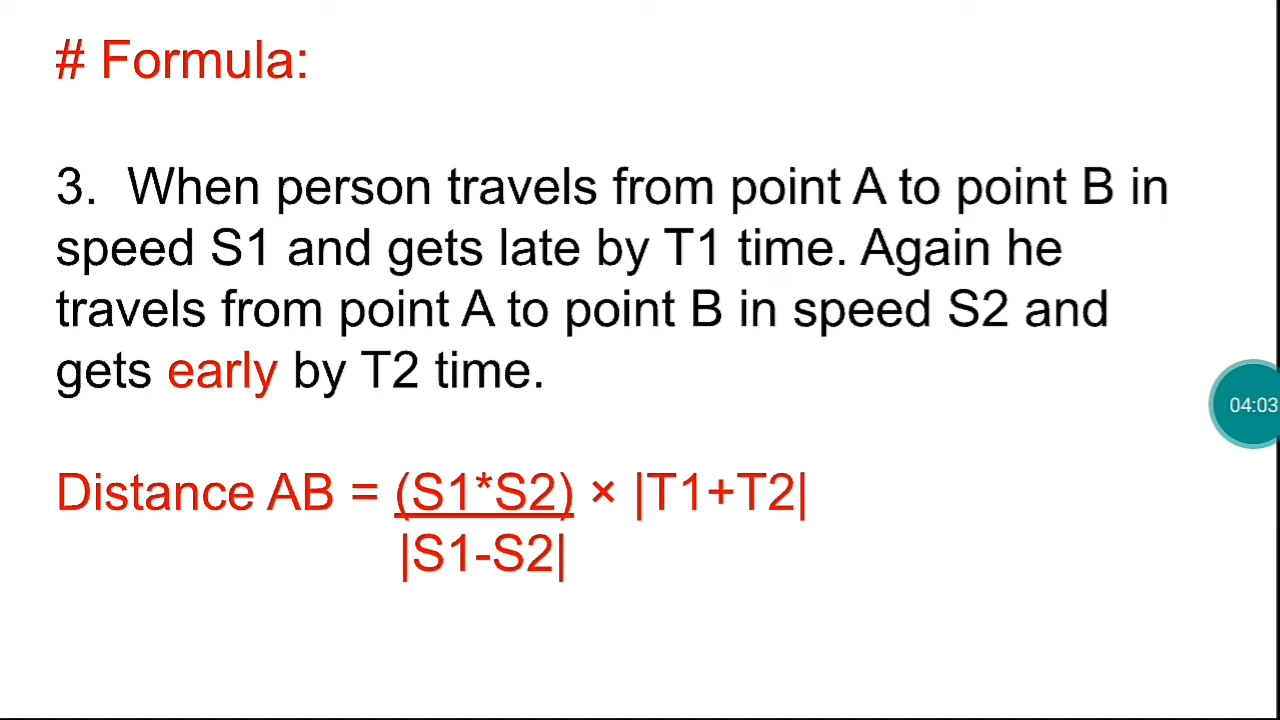 # Formula:
3. When person travels from point A to point B in
speed S1 and gets late by T1 time. Again he
travels from point A to point B in speed S2 and
gets early by T2 time.
Distance AB = (S1*S2) × |T1+T2|
|S1-S2|
04:03